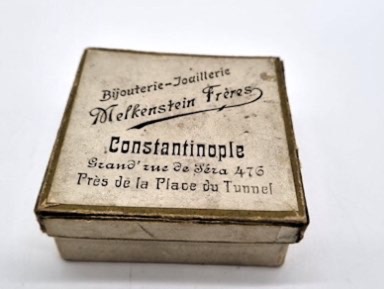 Bijouterie-Joaillerie
Melkenstein Frères
Constantinople
Grand' rue de Péra 476
Près de la Place du Tunnel